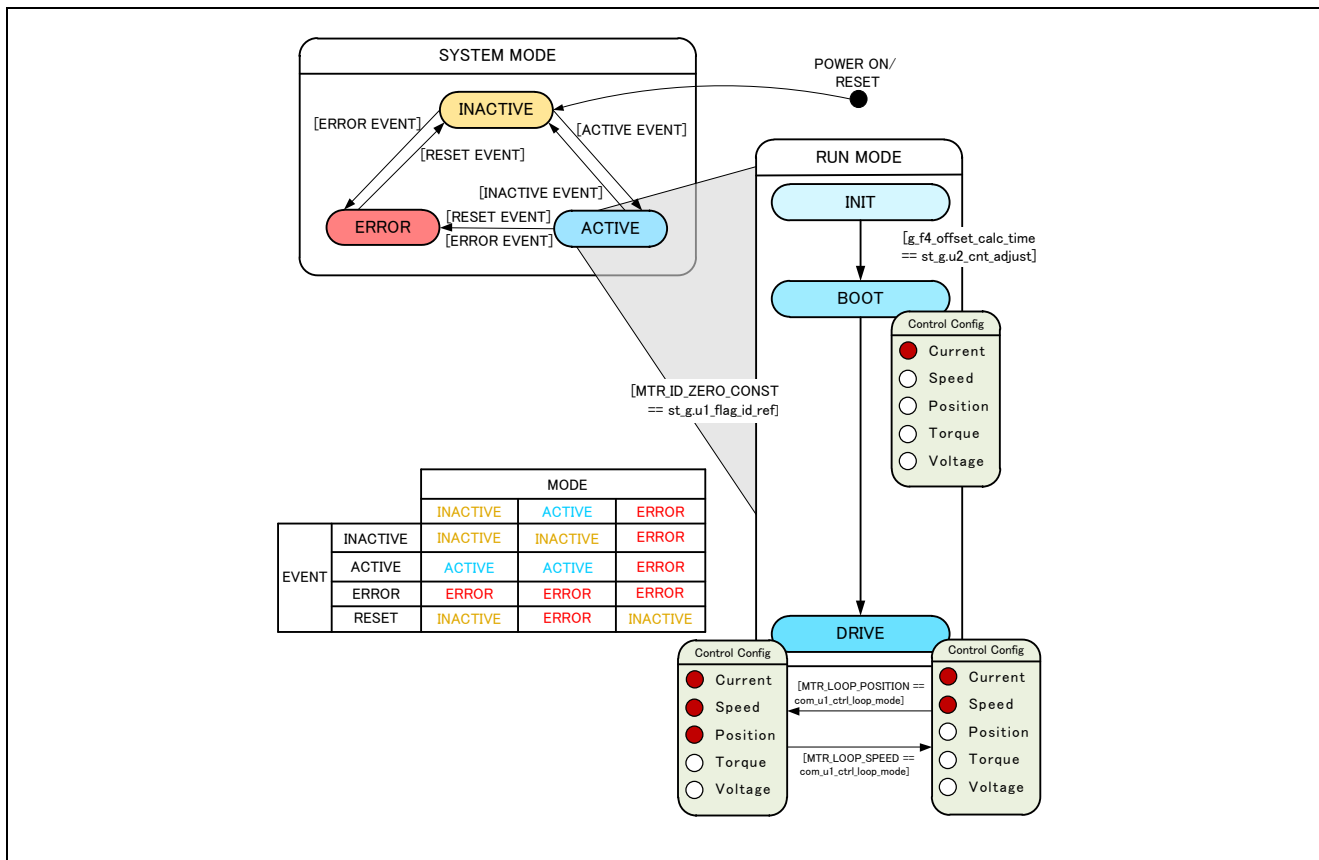 SYSTEM MODE
POWER ON/
RESET
INACTIVE
[ERROR EVENT]
[ACTIVE EVENT]
[RESET EVENT]
[INACTIVE EVENT]
ERROR
[RESET EVENT]
[ERROR EVENT]
ACTIVE
RUN MODE
INIT
[g_f4_offset_calc_time
== st_g.u2_cnt_adjust]
BOOT
Control Config
Current
Speed
Position
Torque
Voltage
[MTR_ID_ZERO_CONST
== st_g.u1_flag_id_ref]
MODE
INACTIVE ACTIVE ERROR
EVENT
INACTIVE INACTIVE INACTIVE ERROR
ACTIVE ACTIVE ACTIVE ERROR
ERROR ERROR ERROR ERROR
RESET INACTIVE ERROR INACTIVE
DRIVE
Control Config
Current
Speed
Position
Torque
Voltage
[MTR_LOOP_POSITION ==
com_u1_ctrl_loop_mode]
[MTR_LOOP_SPEED ==
com_u1_ctrl_loop_mode]
Control Config
Current
Speed
Position
Torque
Voltage